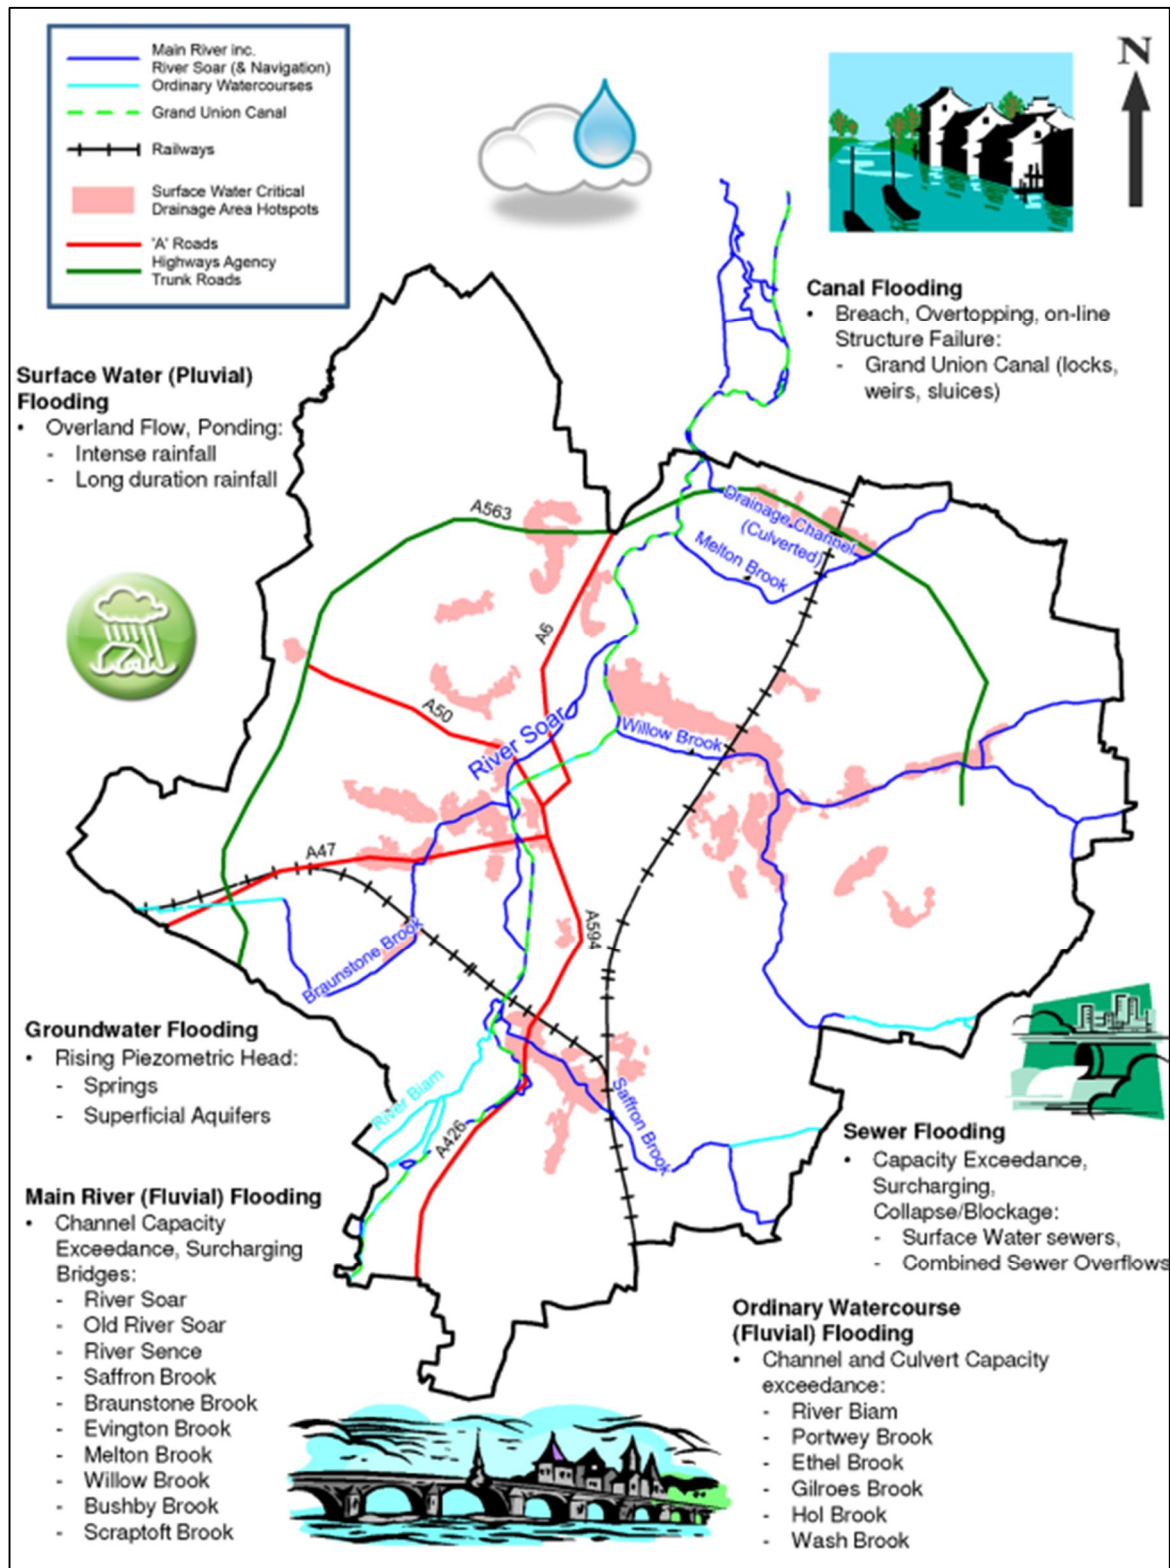 Main River inc.
River Soar (& Navigation)
Ordinary Watercourses
Grand Union Canal
Railways
Surface Water Critical
Drainage Area Hotspots
'A' Roads
Highways Agency
Trunk Roads
N
Canal Flooding
• Breach, Overtopping, on-line
Structure Failure:
- Grand Union Canal (locks,
weirs, sluices)
Surface Water (Pluvial)
Flooding
• Overland Flow, Ponding:
- Intense rainfall
- Long duration rainfall
A563
Drainage Channel
(Culverted)
Melton Brook
A6
A50
River Soar
Willow Brook
A47
A594
Braunstone Brook
River Biam
A426
Saffron Brook
Groundwater Flooding
• Rising Piezometric Head:
- Springs
- Superficial Aquifers
Main River (Fluvial) Flooding
• Channel Capacity
Exceedance, Surcharging
Bridges:
- River Soar
- Old River Soar
- River Sence
- Saffron Brook
- Braunstone Brook
- Evington Brook
- Melton Brook
- Willow Brook
- Bushby Brook
- Scraptoft Brook
Sewer Flooding
• Capacity Exceedance,
Surcharging,
Collapse/Blockage:
- Surface Water sewers,
- Combined Sewer Overflows
Ordinary Watercourse
(Fluvial) Flooding
• Channel and Culvert Capacity
exceedance:
- River Biam
- Portwey Brook
- Ethel Brook
- Gilroes Brook
- Hol Brook
- Wash Brook